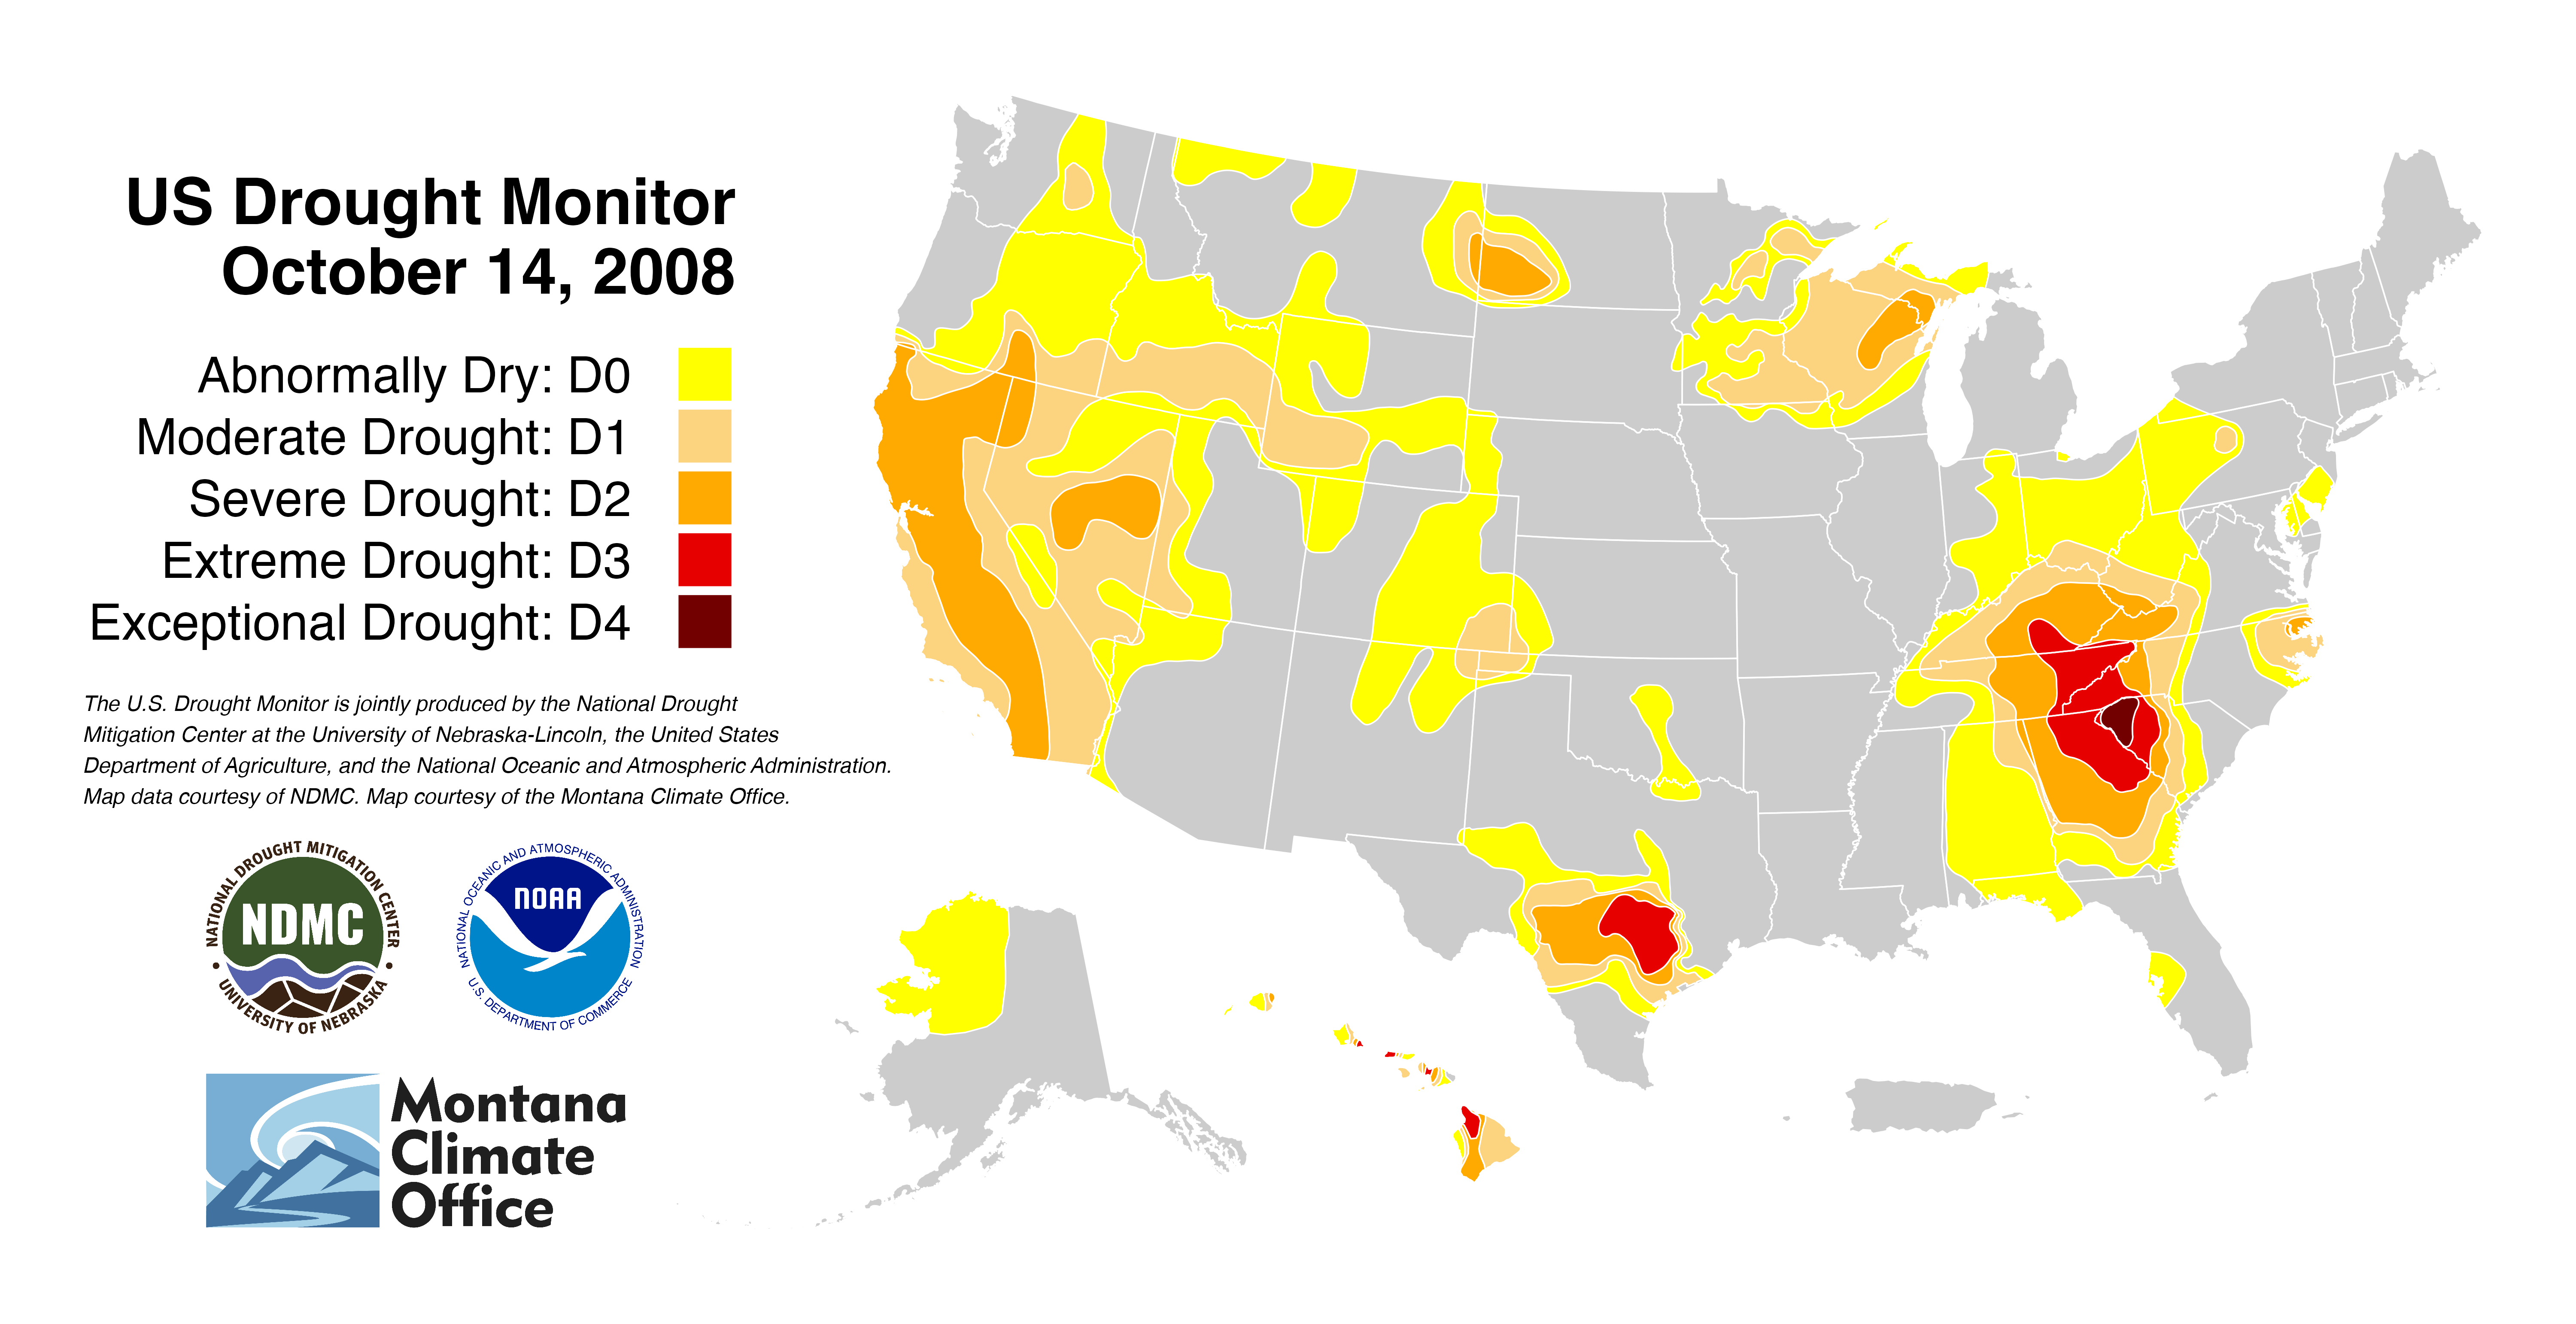 US Drought Monitor
October 14, 2008
Abnormally Dry: D0
Moderate Drought: D1
Severe Drought: D2
Extreme Drought: D3
Exceptional Drought: D4
The U.S. Drought Monitor is jointly produced by the National Drought
Mitigation Center at the University of Nebraska-Lincoln, the United States
Department of Agriculture, and the National Oceanic and Atmospheric Administration.
Map data courtesy of NDMC. Map courtesy of the Montana Climate Office.
NATIONAL DROUGHT MITIGATION CENTER
NDMC
• UNIVERSITY OF NEBRASKA •
NATIONAL OCEANIC AND ATMOSPHERIC ADMINISTRATION
NOAA
U.S. DEPARTMENT OF COMMERCE
Montana
Climate
Office